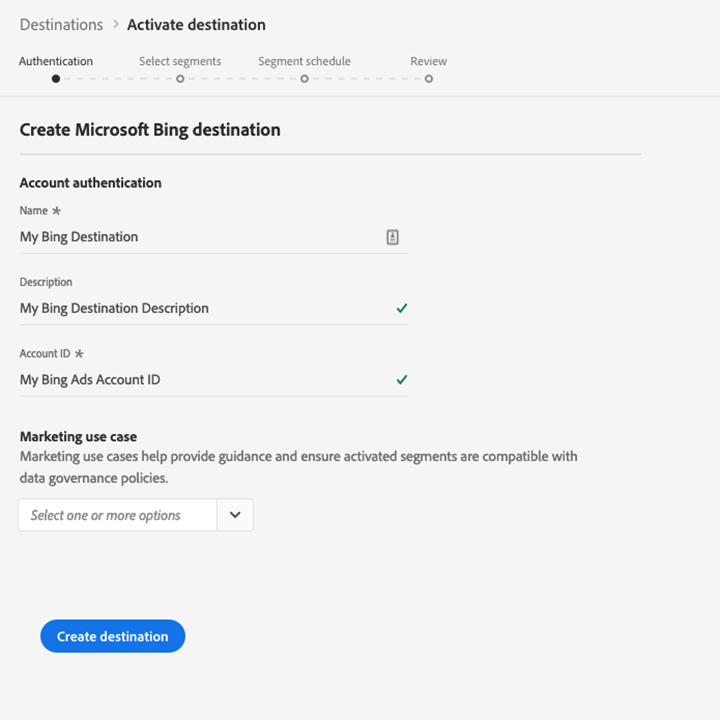 Destinations > Activate destination
Authentication Select segments Segment schedule Review
Create Microsoft Bing destination
Account authentication
Name *
My Bing Destination
Description
My Bing Destination Description
Account ID *
My Bing Ads Account ID
Marketing use case
Marketing use cases help provide guidance and ensure activated segments are compatible with
data governance policies.
Select one or more options
Create destination